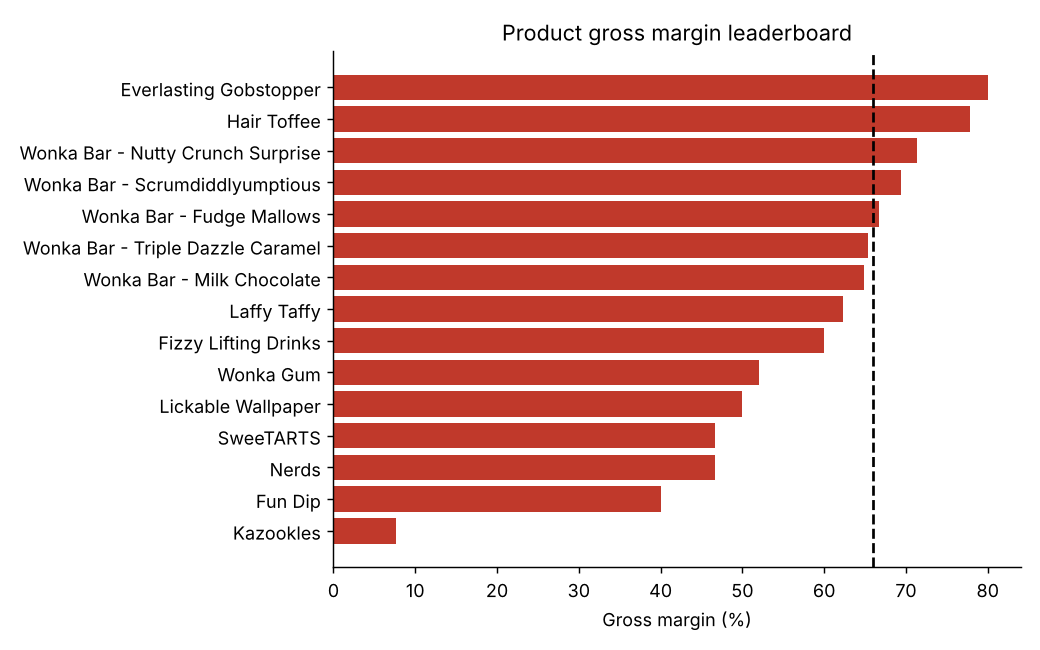 Product gross margin leaderboard
Everlasting Gobstopper
Hair Toffee
Wonka Bar - Nutty Crunch Surprise
Wonka Bar - Scrumdiddlyumptious
Wonka Bar - Fudge Mallows
Wonka Bar - Triple Dazzle Caramel
Wonka Bar - Milk Chocolate
Laffy Taffy
Fizzy Lifting Drinks
Wonka Gum
Lickable Wallpaper
SweeTARTS
Nerds
Fun Dip
Kazookles
0 10 20 30 40 50 60 70 80
Gross margin (%)